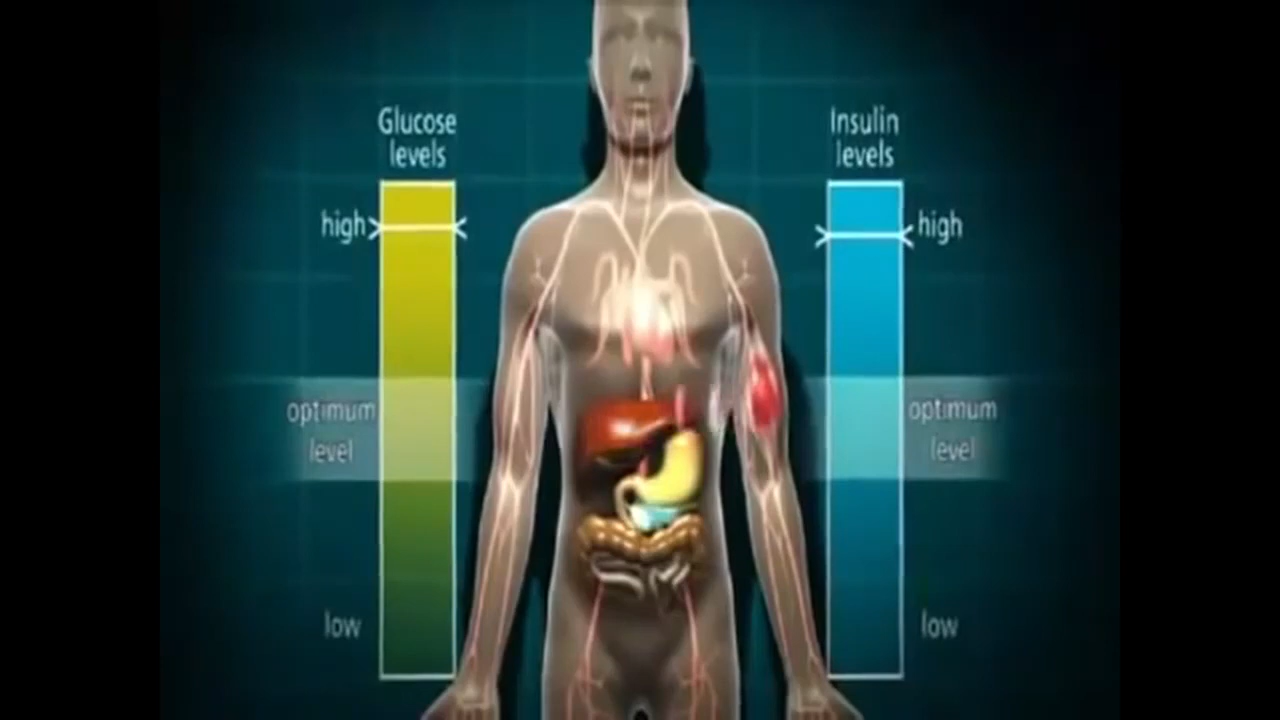 Glucose
levels
Insulin
levels
high
high
optimum
level
optimum
level
low
low